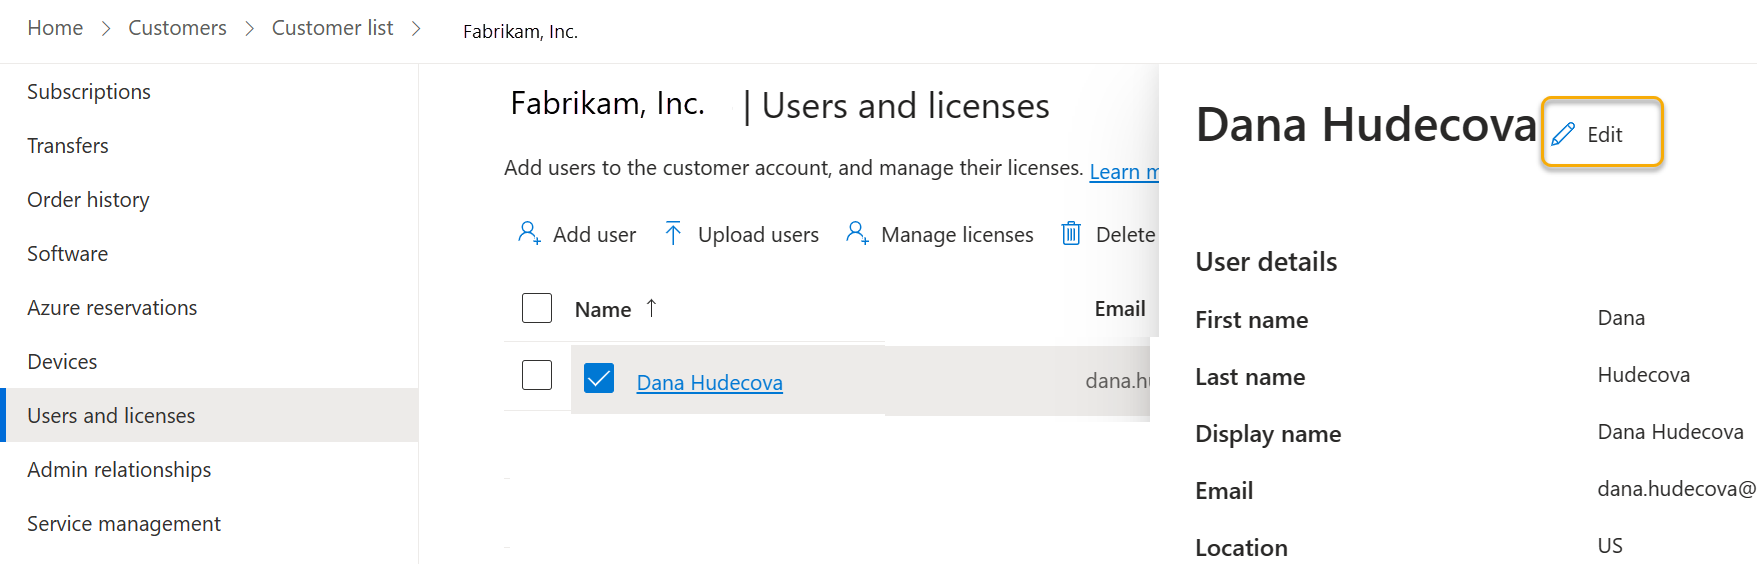 Home > Customers > Customer list > Fabrikam, Inc.
Subscriptions
Transfers
Order history
Software
Azure reservations
Devices
Users and licenses
Admin relationships
Service management
Fabrikam, Inc. | Users and licenses
Add users to the customer account, and manage their licenses. Learn m
Add user Upload users Manage licenses Delete
Name ↑ Email
Dana Hudecova dana.h
Dana Hudecova Edit
User details
First name Dana
Last name Hudecova
Display name Dana Hudecova
Email dana.hudecova@
Location US